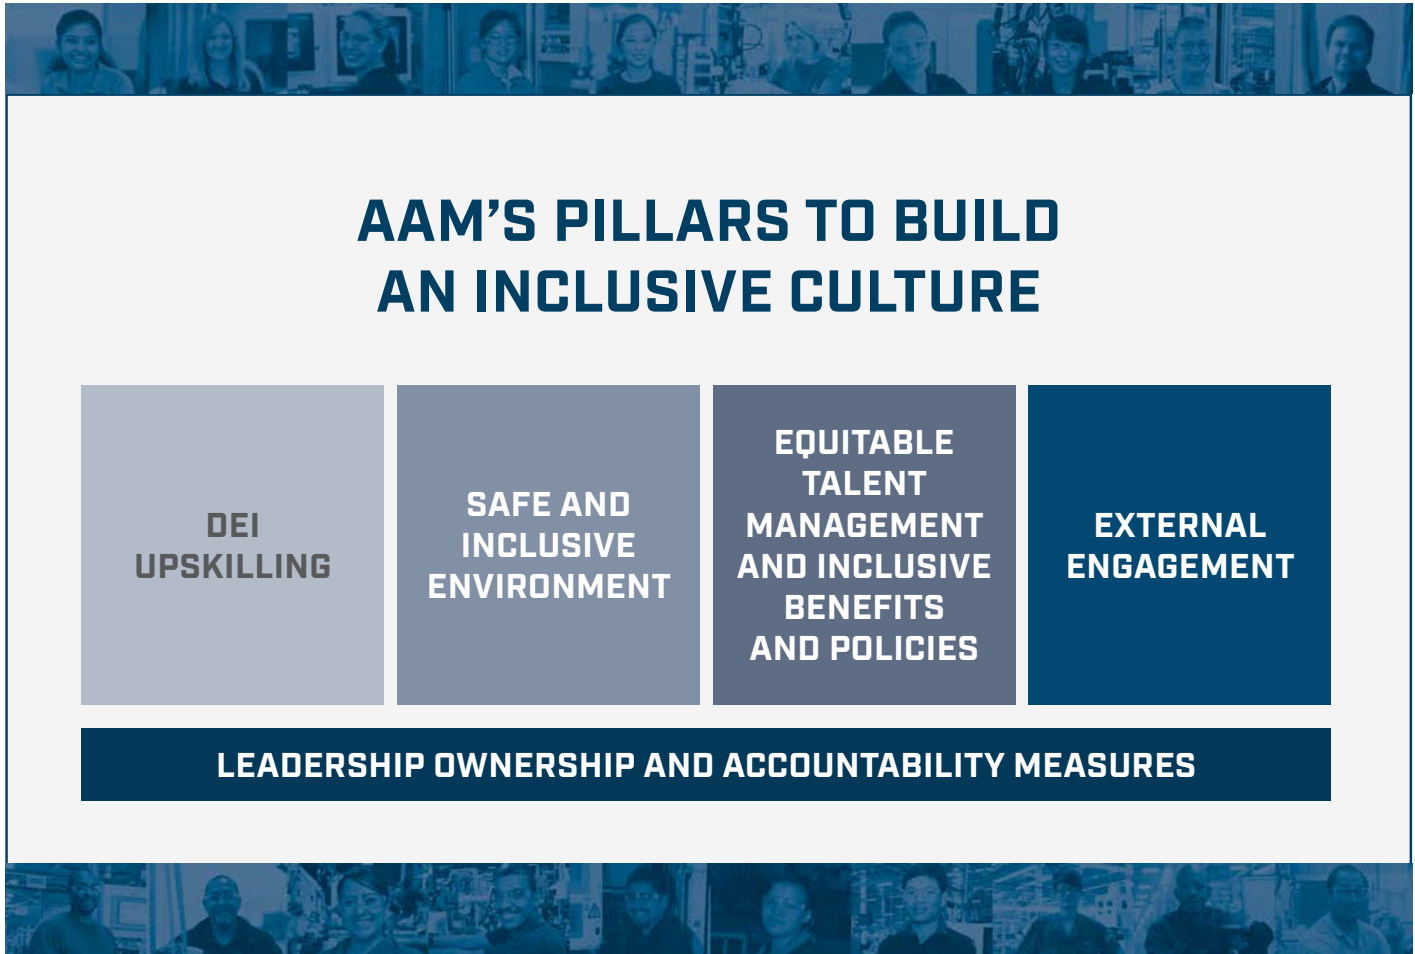 AAM’S PILLARS TO BUILD
AN INCLUSIVE CULTURE
DEI
UPSKILLING
SAFE AND
INCLUSIVE
ENVIRONMENT
EQUITABLE
TALENT
MANAGEMENT
AND INCLUSIVE
BENEFITS
AND POLICIES
EXTERNAL
ENGAGEMENT
LEADERSHIP OWNERSHIP AND ACCOUNTABILITY MEASURES